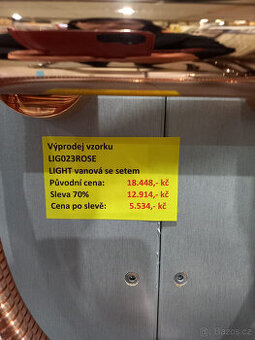 Výprodej vzorku
LIG023ROSE
LIGHT vanová se setem
Původní cena: 18.448,- kč
Sleva 70% 12.914,- kč
Cena po slevě: 5.534,- kč
Bazoš.cz